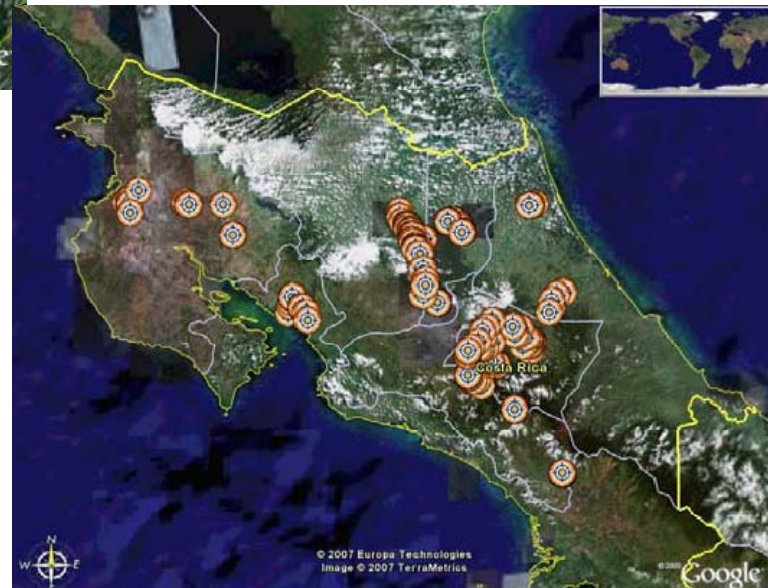 Costa Rica
N
W E
S
© 2007 Europa Technologies
Image © 2007 TerraMetrics
Google